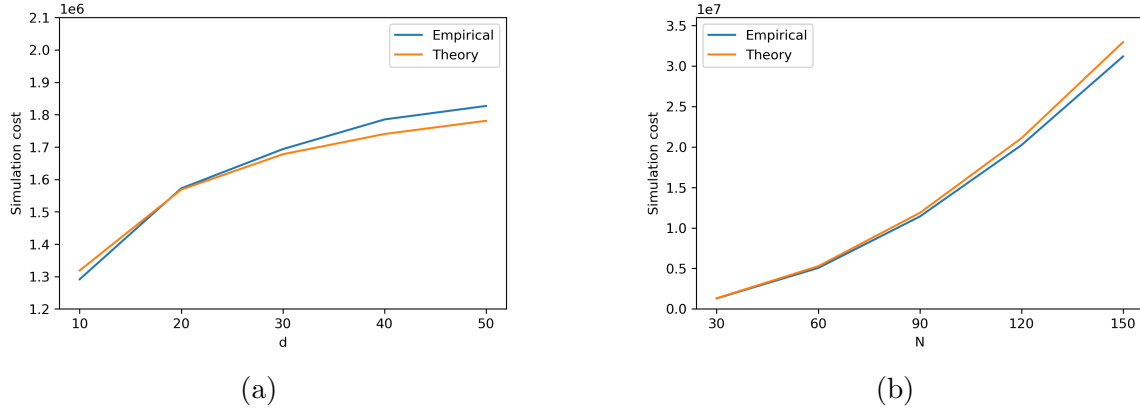 1e6
2.1
2.0
1.9
1.8
1.7
1.6
1.5
1.4
1.3
1.2
Simulation cost
Empirical
Theory
10 20 30 40 50
d
(a)
1e7
3.5
3.0
2.5
2.0
1.5
1.0
0.5
0.0
Simulation cost
Empirical
Theory
30 60 90 120 150
N
(b)